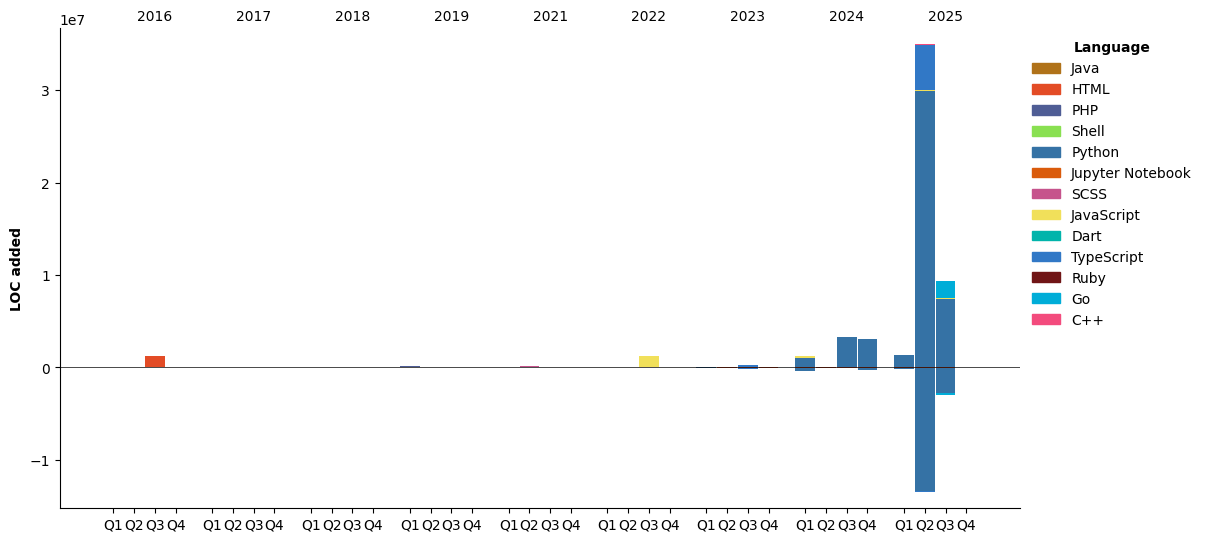 2016 2017 2018 2019 2021 2022 2023 2024 2025
1e7
3
2
1
0
−1
LOC added
Q1 Q2 Q3 Q4 Q1 Q2 Q3 Q4 Q1 Q2 Q3 Q4 Q1 Q2 Q3 Q4 Q1 Q2 Q3 Q4 Q1 Q2 Q3 Q4 Q1 Q2 Q3 Q4 Q1 Q2 Q3 Q4 Q1 Q2 Q3 Q4
Language
Java
HTML
PHP
Shell
Python
Jupyter Notebook
SCSS
JavaScript
Dart
TypeScript
Ruby
Go
C++